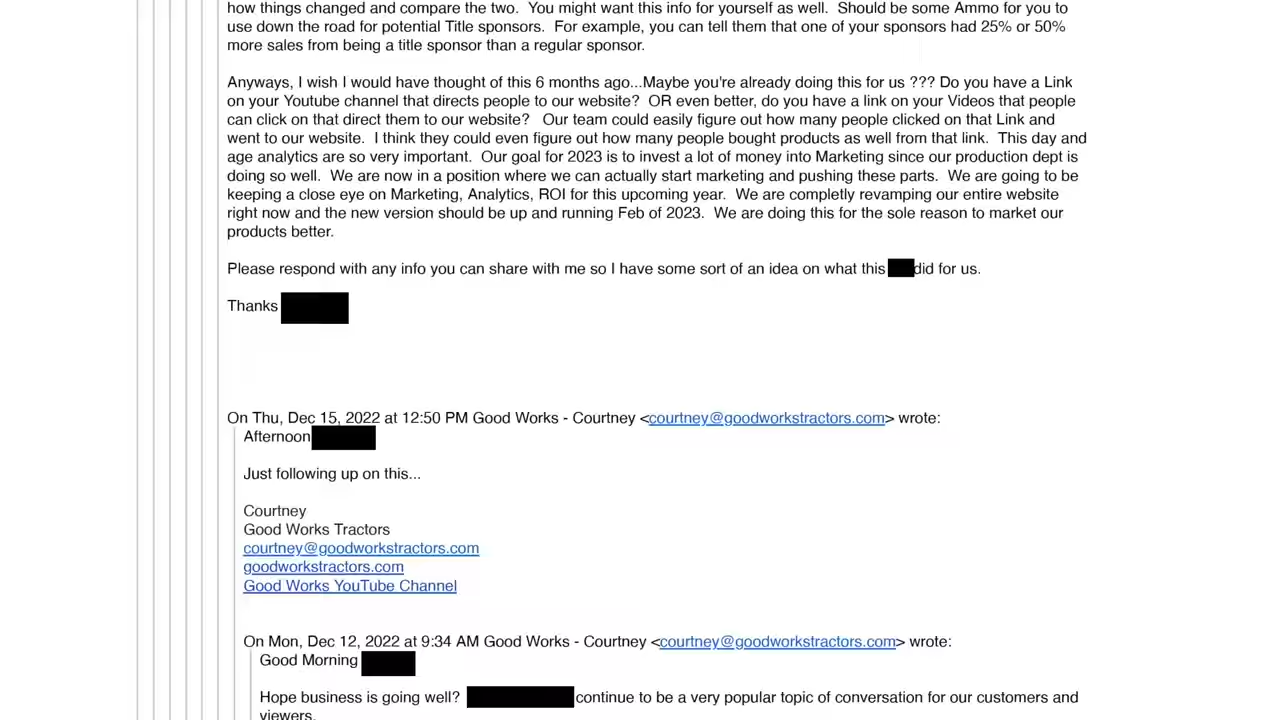 how things changed and compare the two.  You might want this info for yourself as well.  Should be some Ammo for you to
use down the road for potential Title sponsors.  For example, you can tell them that one of your sponsors had 25% or 50%
more sales from being a title sponsor than a regular sponsor.
Anyways, I wish I would have thought of this 6 months ago...Maybe you're already doing this for us ??? Do you have a Link
on your Youtube channel that directs people to our website?  OR even better, do you have a link on your Videos that people
can click on that direct them to our website?   Our team could easily figure out how many people clicked on that Link and
went to our website.  I think they could even figure out how many people bought products as well from that link.  This day and
age analytics are so very important.  Our goal for 2023 is to invest a lot of money into Marketing since our production dept is
doing so well.  We are now in a position where we can actually start marketing and pushing these parts.  We are going to be
keeping a close eye on Marketing, Analytics, ROI for this upcoming year.  We are completly revamping our entire website
right now and the new version should be up and running Feb of 2023.  We are doing this for the sole reason to market our
products better.
Please respond with any info you can share with me so I have some sort of an idea on what this did for us.
Thanks
On Thu, Dec 15, 2022 at 12:50 PM Good Works - Courtney <courtney@goodworkstractors.com> wrote:
Afternoon
Just following up on this...
Courtney
Good Works Tractors
courtney@goodworkstractors.com
goodworkstractors.com
Good Works YouTube Channel
On Mon, Dec 12, 2022 at 9:34 AM Good Works - Courtney <courtney@goodworkstractors.com> wrote:
Good Morning
Hope business is going well? continue to be a very popular topic of conversation for our customers and
viewers.